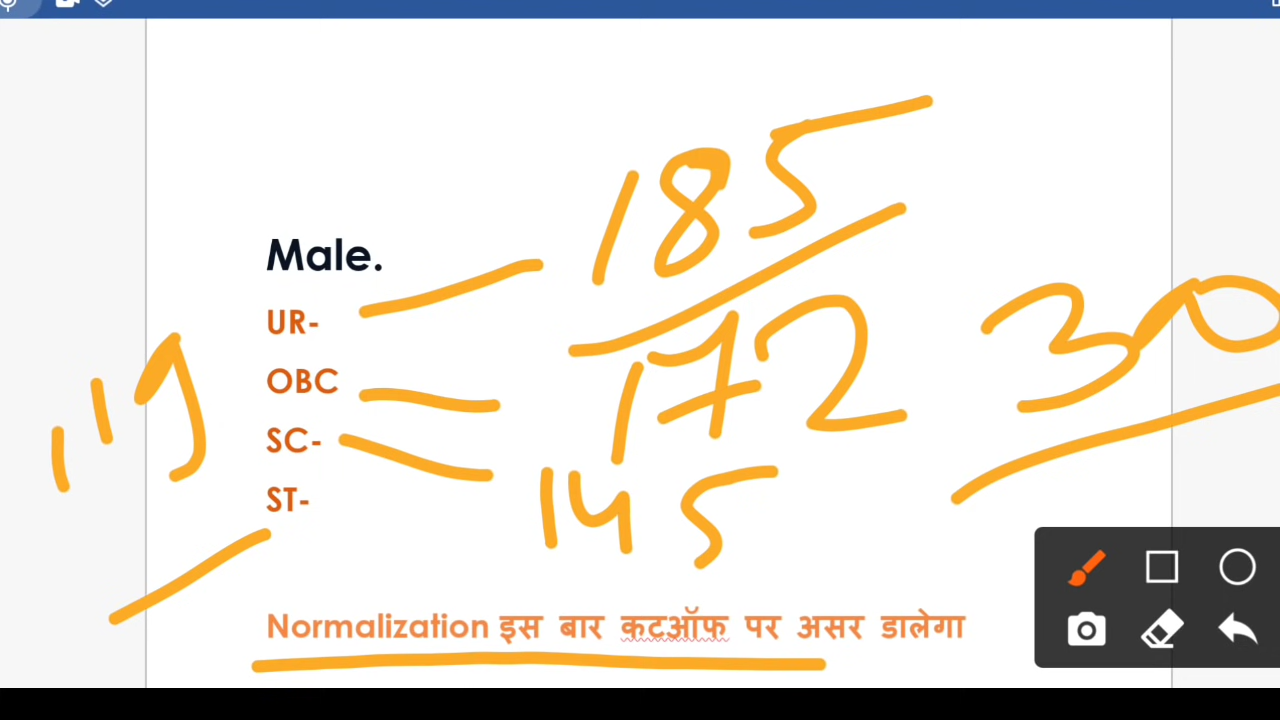 185
Male.
UR-
172 300
OBC
119
SC-
145
ST-
Normalization इस बार कटऑफ पर असर डालेगा